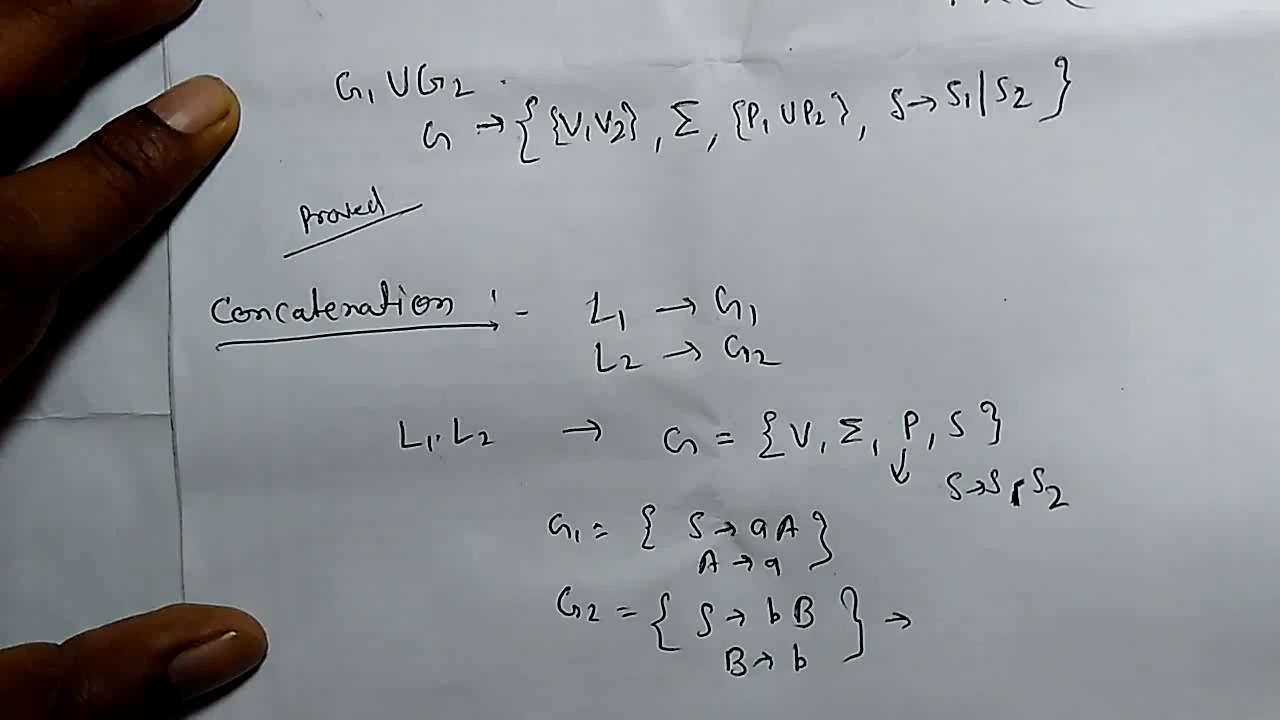 G1 U G2
G → { {V1 V2}, Σ, {P1 U P2}, S → S1 | S2 }
Proved
Concatenation :-
L1 → G1
L2 → G2
L1. L2 → G = { V, Σ, P, S }
↓ S → S1 S2
G1 = { S → aA
A → a }
G2 = { S → bB } →
B → b